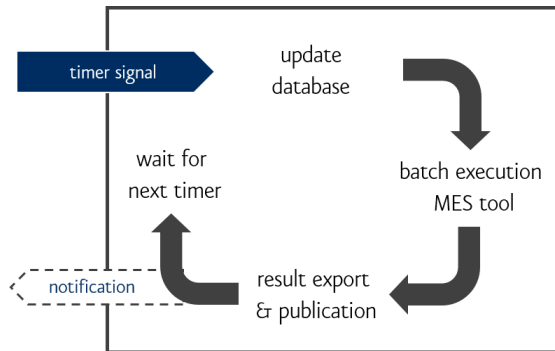 timer signal
update
database
batch execution
MES tool
result export
& publication
wait for
next timer
notification